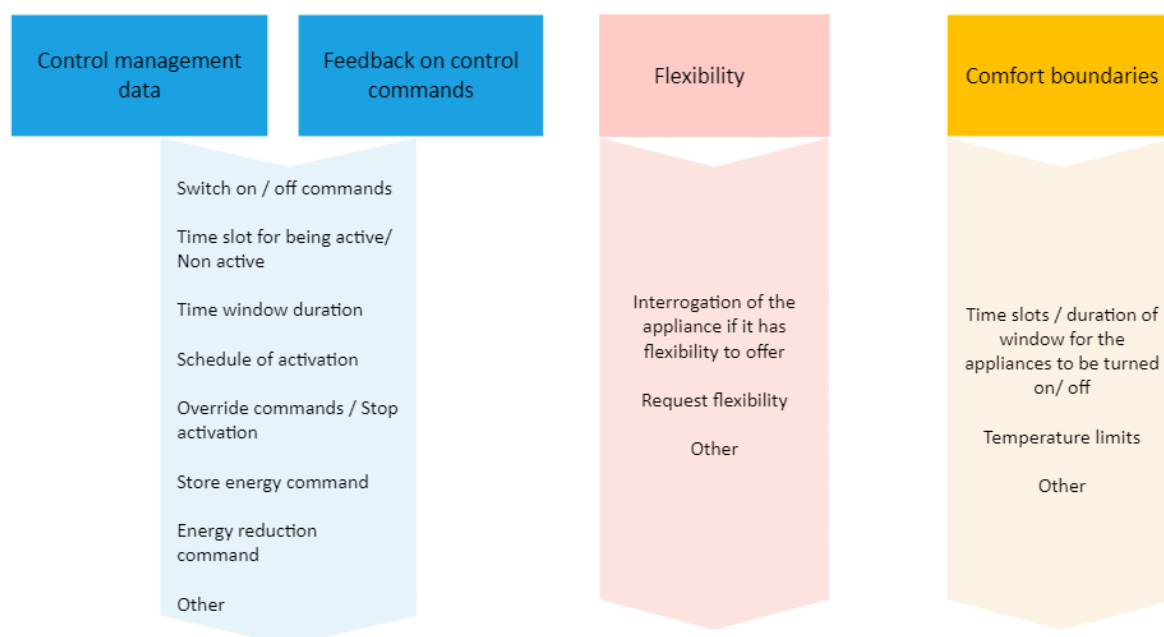 Control management
data
Feedback on control
commands
Flexibility
Comfort boundaries
Switch on / off commands
Time slot for being active/
Non active
Time window duration
Schedule of activation
Override commands / Stop
activation
Store energy command
Energy reduction
command
Other
Interrogation of the
appliance if it has
flexibility to offer
Request flexibility
Other
Time slots / duration of
window for the
appliances to be turned
on/ off
Temperature limits
Other